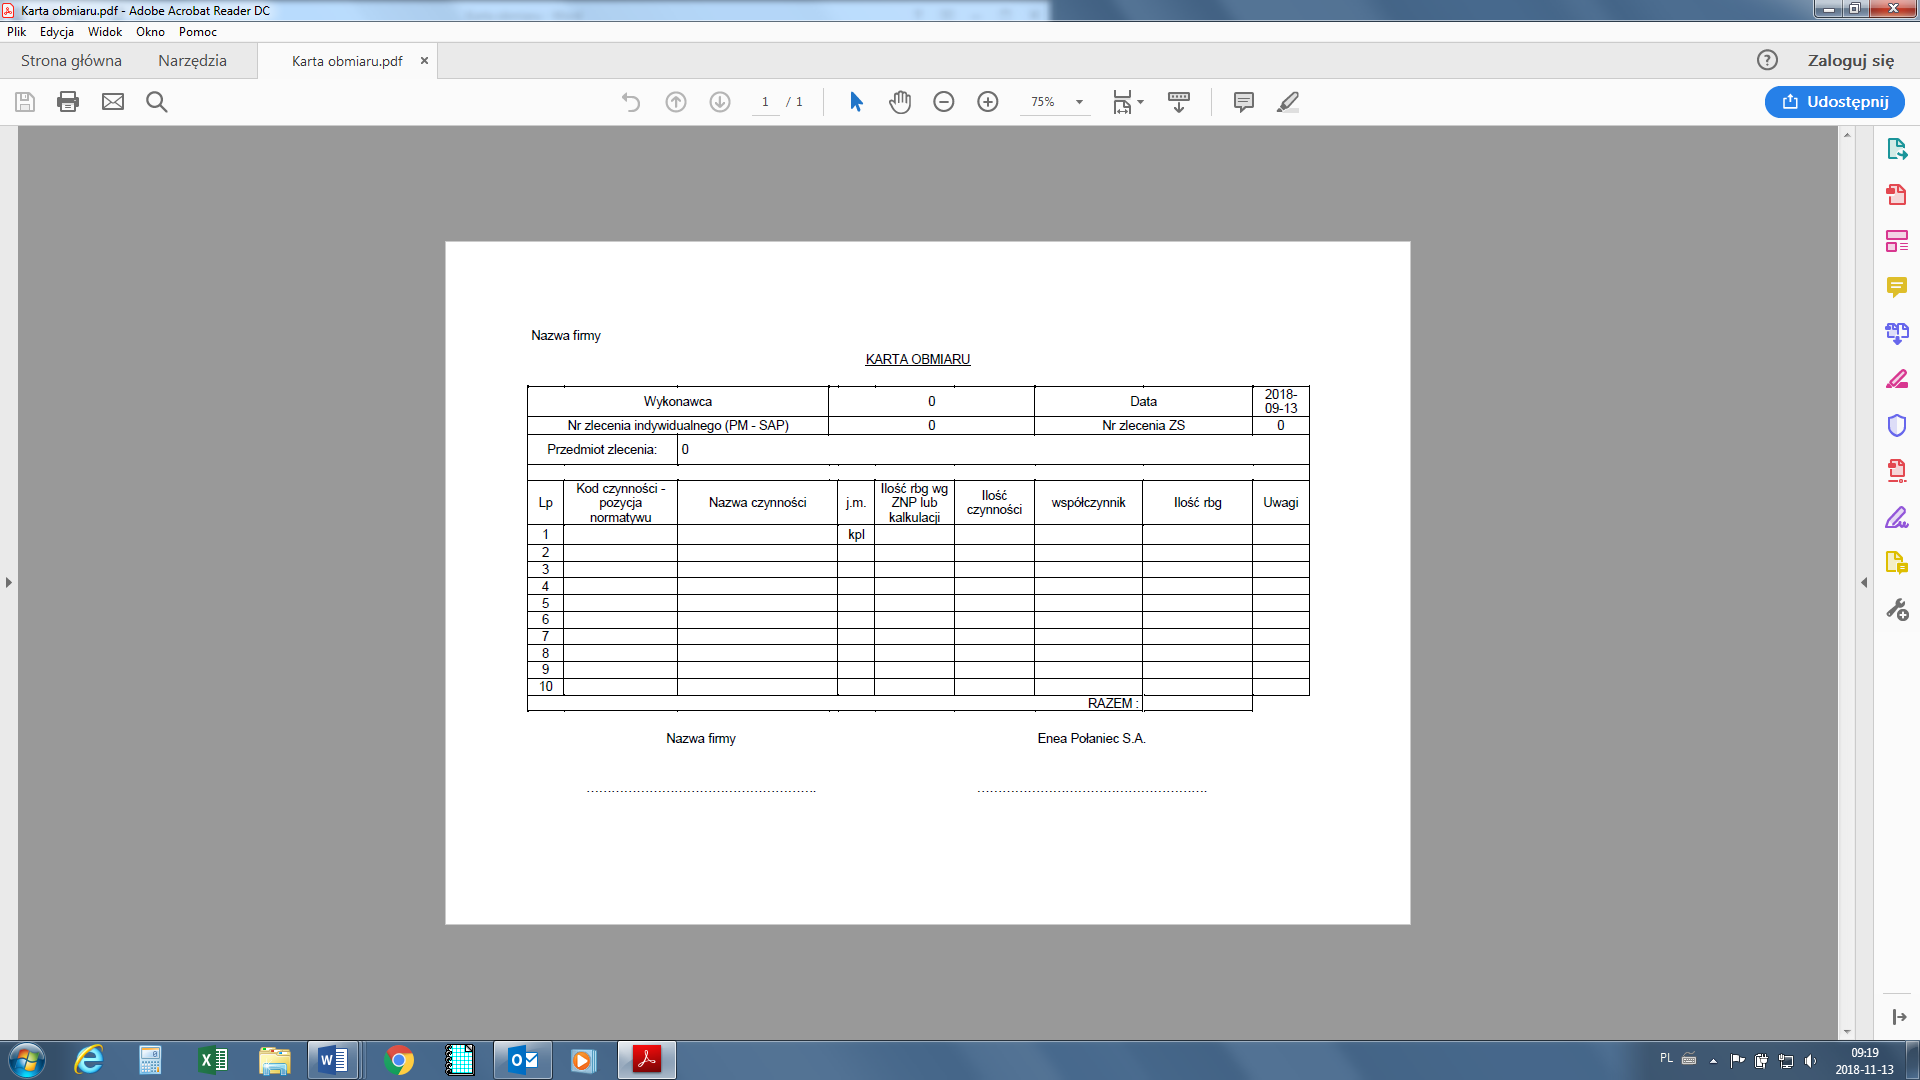 Karta obmiaru.pdf - Adobe Acrobat Reader DC
Plik Edycja Widok Okno Pomoc
Strona główna Narzędzia Karta obmiaru.pdf × Zaloguj się
1 / 1 75% Udostępnij
Nazwa firmy
KARTA OBMIARU
Wykonawca 0 Data 2018-
09-13
Nr zlecenia indywidualnego (PM - SAP) 0 Nr zlecenia ZS 0
Przedmiot zlecenia: 0
Lp
Kod czynności -
pozycja
normatywu
Nazwa czynności
j.m.
Ilość rbg wg
ZNP lub
kalkulacji
Ilość
czynności
współczynnik
Ilość rbg
Uwagi
1 kpl
2
3
4
5
6
7
8
9
10
RAZEM :
Nazwa firmy Enea Połaniec S.A.
PL
09:19
2018-11-13